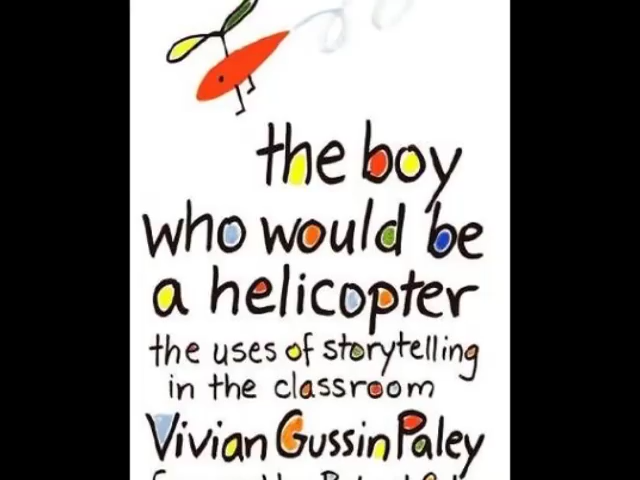 the boy
who would be
a helicopter
the uses of storytelling
in the classroom
Vivian Gussin Paley